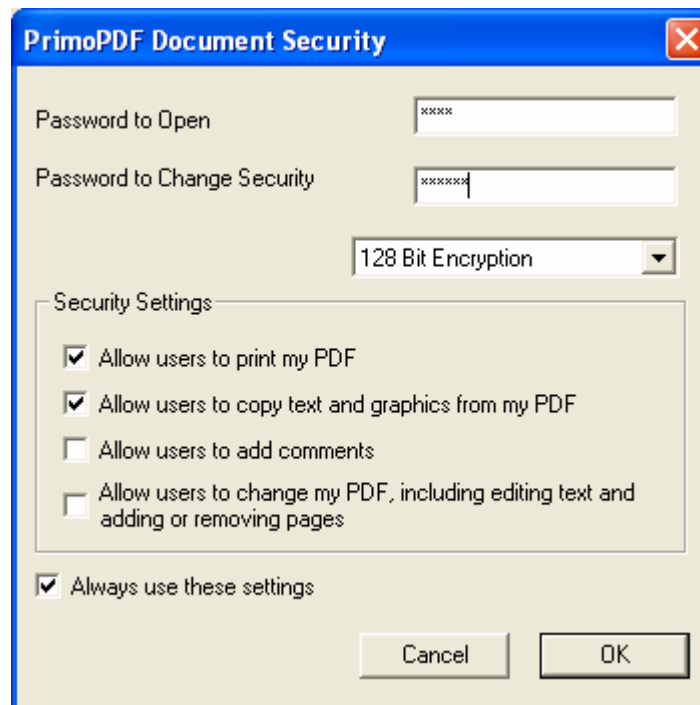 PrimoPDF Document Security
Password to Open
****
Password to Change Security
******
128 Bit Encryption
Security Settings
Allow users to print my PDF
Allow users to copy text and graphics from my PDF
Allow users to add comments
Allow users to change my PDF, including editing text and
adding or removing pages
Always use these settings
Cancel
OK